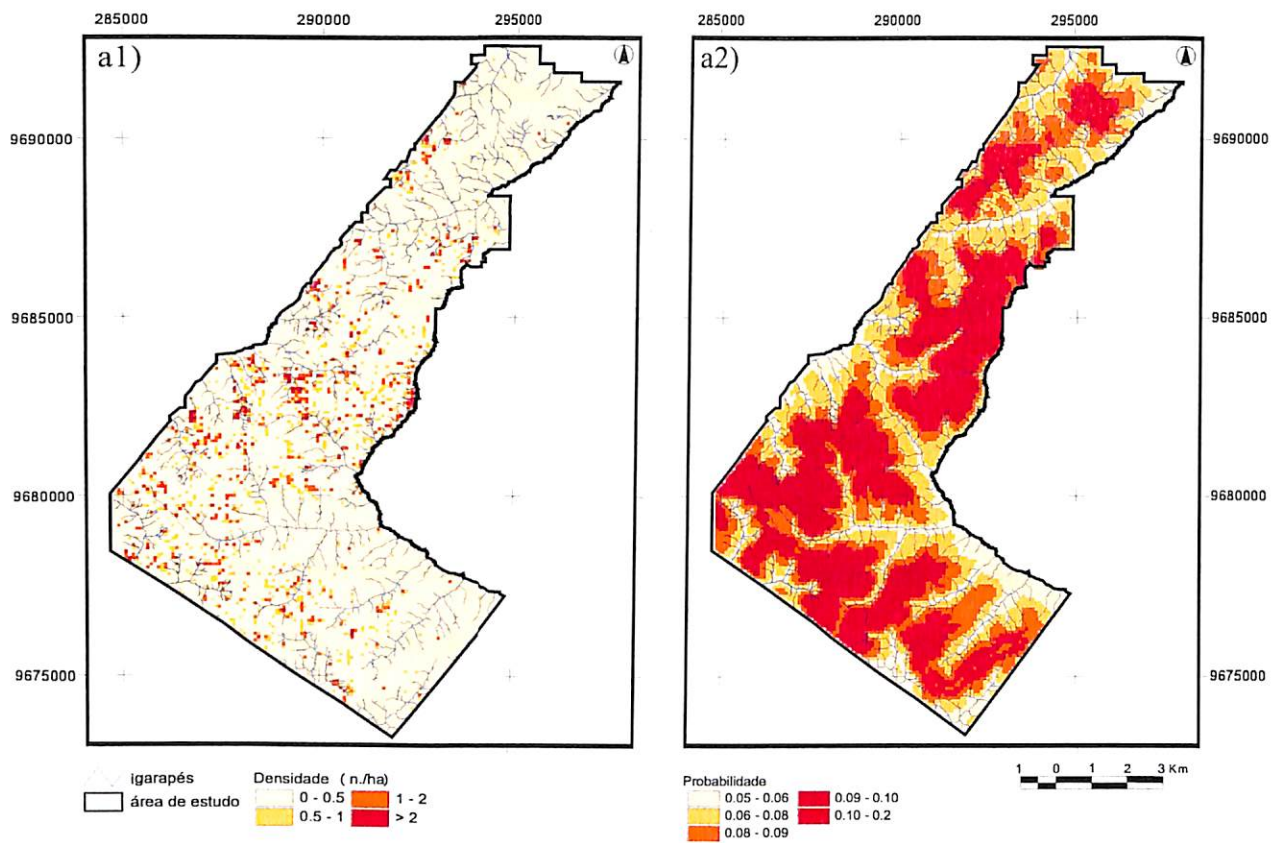 285000 290000 295000
a1)
9690000
9685000
9680000
9675000
igarapés
área de estudo
Densidade ( n./ha)
0 - 0.5
0.5 - 1
1 - 2
> 2
285000 290000 295000
a2)
9690000
9685000
9680000
9675000
Probabilidade
0.05 - 0.06
0.06 - 0.08
0.08 - 0.09
0.09 - 0.10
0.10 - 0.2
1 0 1 2 3 Km